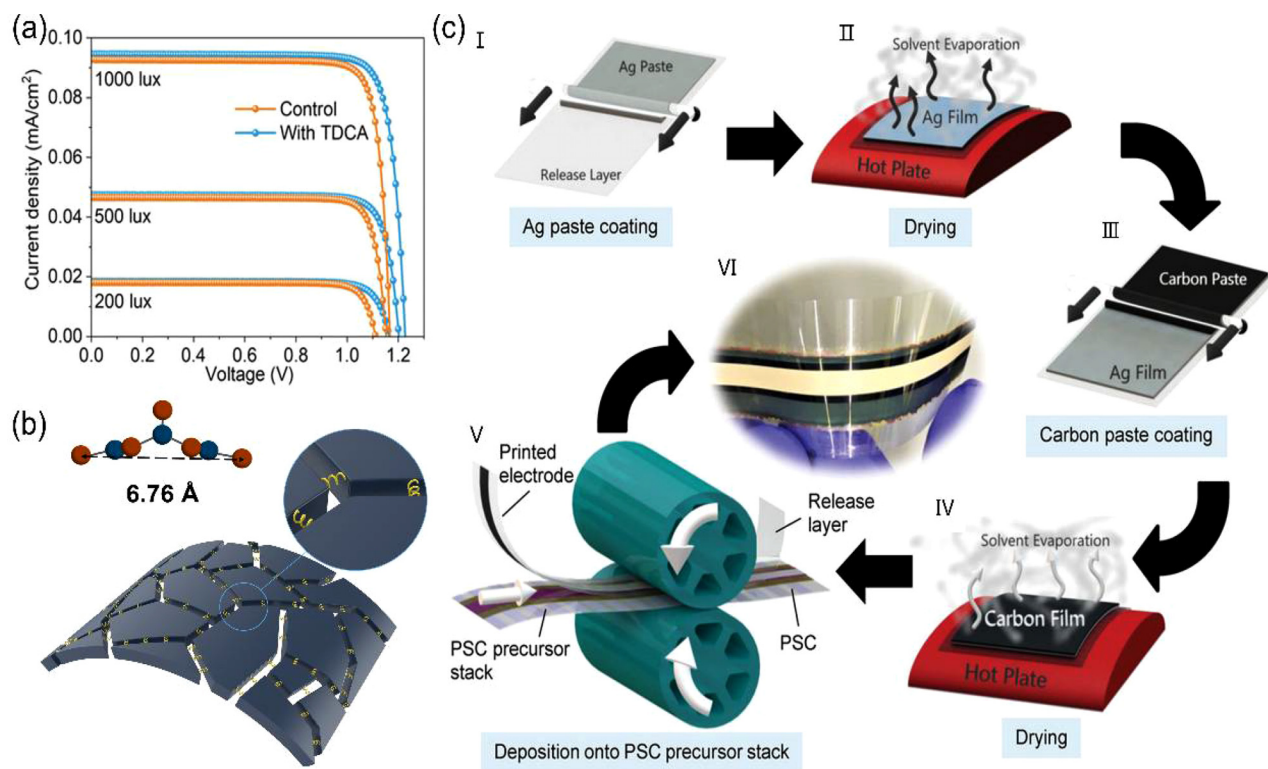 (a)
0.10
0.08
0.06
0.04
0.02
0.00
Current density (mA/cm²)
1000 lux
500 lux
200 lux
Control
With TDCA
0.0
0.2
0.4
0.6
0.8
1.0
1.2
Voltage (V)
(b)
6.76 Å
(c)
I
Ag Paste
Release Layer
Ag paste coating
II
Solvent Evaporation
Ag Film
Hot Plate
Drying
III
Carbon Paste
Ag Film
Carbon paste coating
IV
Solvent Evaporation
Carbon Film
Hot Plate
Drying
V
Printed
electrode
Release
layer
PSC precursor
stack
PSC
Deposition onto PSC precursor stack
VI